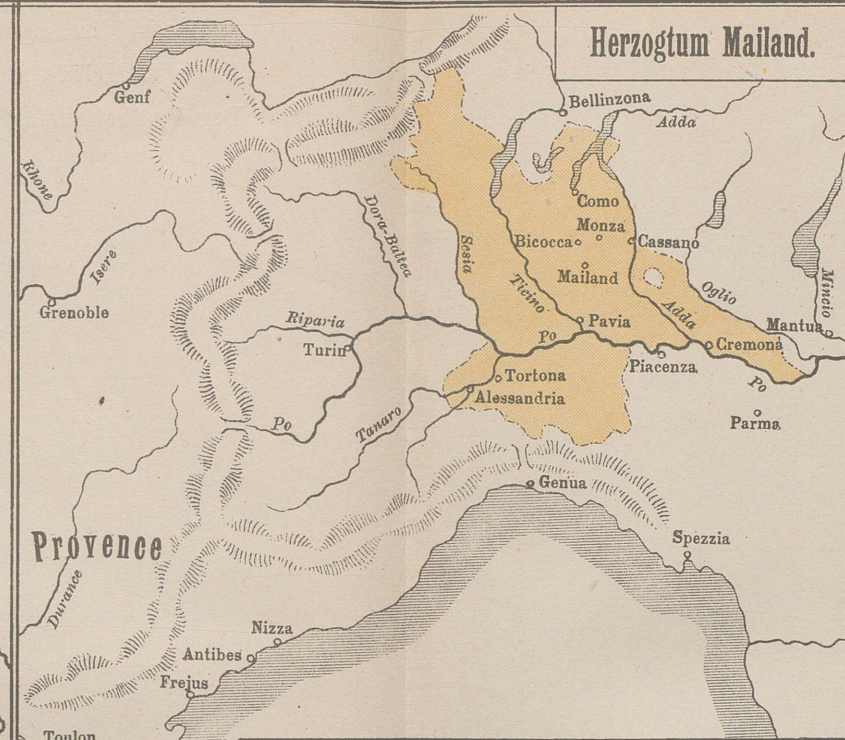 Herzogtum Mailand.
Genf
Bellinzona
Adda
Rhone
Como
Dora-Baltea
Monza
Bicocca
Cassano
Sesia
Isere
Mailand
Ticino
Oglio
Mincio
Grenoble
Adda
Riparia
Pavia
Mantua
Turin
Po
Cremona
Piacenza
Tortona
Po
Alessandria
Tanaro
Po
Parma
Genua
Provence
Spezzia
Durance
Nizza
Antibes
Frejus
Toulon